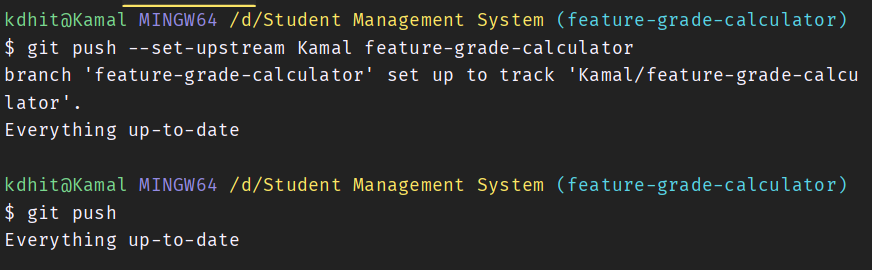 kdhit@Kamal MINGW64 /d/Student Management System (feature-grade-calculator)
$ git push --set-upstream Kamal feature-grade-calculator
branch 'feature-grade-calculator' set up to track 'Kamal/feature-grade-calcu
lator'.
Everything up-to-date
kdhit@Kamal MINGW64 /d/Student Management System (feature-grade-calculator)
$ git push
Everything up-to-date